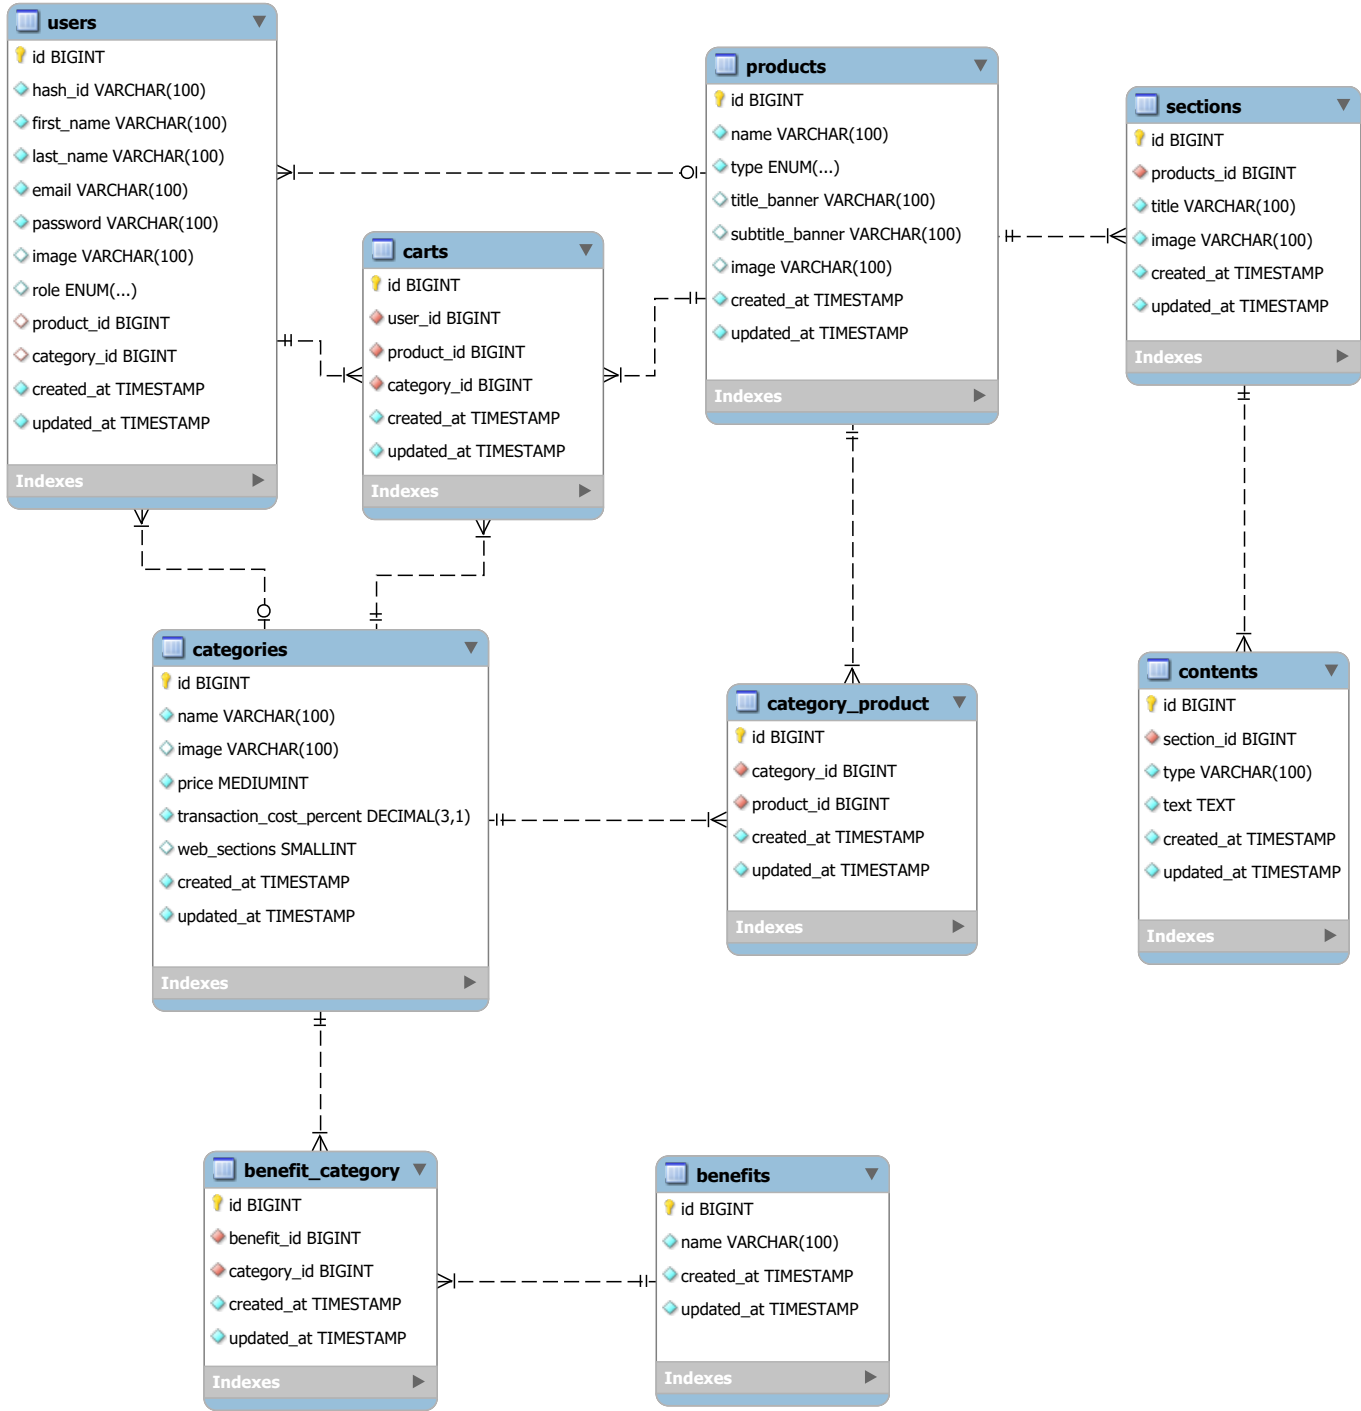 users
id BIGINT
hash_id VARCHAR(100)
first_name VARCHAR(100)
last_name VARCHAR(100)
email VARCHAR(100)
password VARCHAR(100)
image VARCHAR(100)
role ENUM(...)
product_id BIGINT
category_id BIGINT
created_at TIMESTAMP
updated_at TIMESTAMP
Indexes
carts
id BIGINT
user_id BIGINT
product_id BIGINT
category_id BIGINT
created_at TIMESTAMP
updated_at TIMESTAMP
Indexes
products
id BIGINT
name VARCHAR(100)
type ENUM(...)
title_banner VARCHAR(100)
subtitle_banner VARCHAR(100)
image VARCHAR(100)
created_at TIMESTAMP
updated_at TIMESTAMP
Indexes
sections
id BIGINT
products_id BIGINT
title VARCHAR(100)
image VARCHAR(100)
created_at TIMESTAMP
updated_at TIMESTAMP
Indexes
categories
id BIGINT
name VARCHAR(100)
image VARCHAR(100)
price MEDIUMINT
transaction_cost_percent DECIMAL(3,1)
web_sections SMALLINT
created_at TIMESTAMP
updated_at TIMESTAMP
Indexes
category_product
id BIGINT
category_id BIGINT
product_id BIGINT
created_at TIMESTAMP
updated_at TIMESTAMP
Indexes
contents
id BIGINT
section_id BIGINT
type VARCHAR(100)
text TEXT
created_at TIMESTAMP
updated_at TIMESTAMP
Indexes
benefit_category
id BIGINT
benefit_id BIGINT
category_id BIGINT
created_at TIMESTAMP
updated_at TIMESTAMP
Indexes
benefits
id BIGINT
name VARCHAR(100)
created_at TIMESTAMP
updated_at TIMESTAMP
Indexes